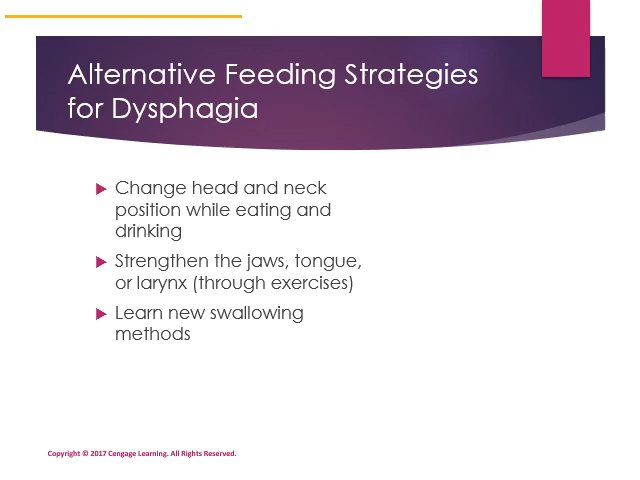 Alternative Feeding Strategies
for Dysphagia
Change head and neck
position while eating and
drinking
Strengthen the jaws, tongue,
or larynx (through exercises)
Learn new swallowing
methods
Copyright © 2017 Cengage Learning. All Rights Reserved.